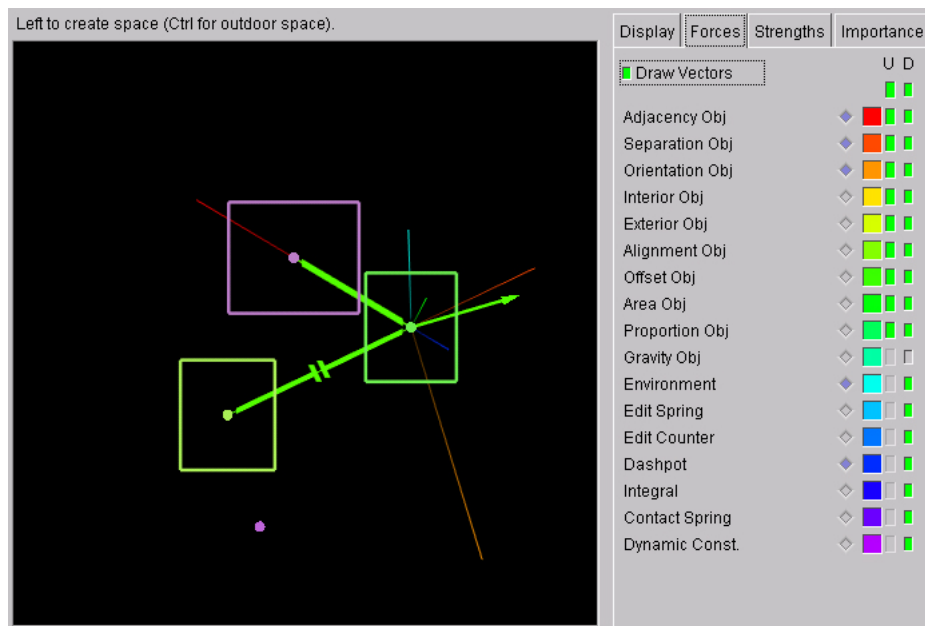 Left to create space (Ctrl for outdoor space).
Display Forces Strengths Importance
U D
Draw Vectors
Adjacency Obj
Separation Obj
Orientation Obj
Interior Obj
Exterior Obj
Alignment Obj
Offset Obj
Area Obj
Proportion Obj
Gravity Obj
Environment
Edit Spring
Edit Counter
Dashpot
Integral
Contact Spring
Dynamic Const.